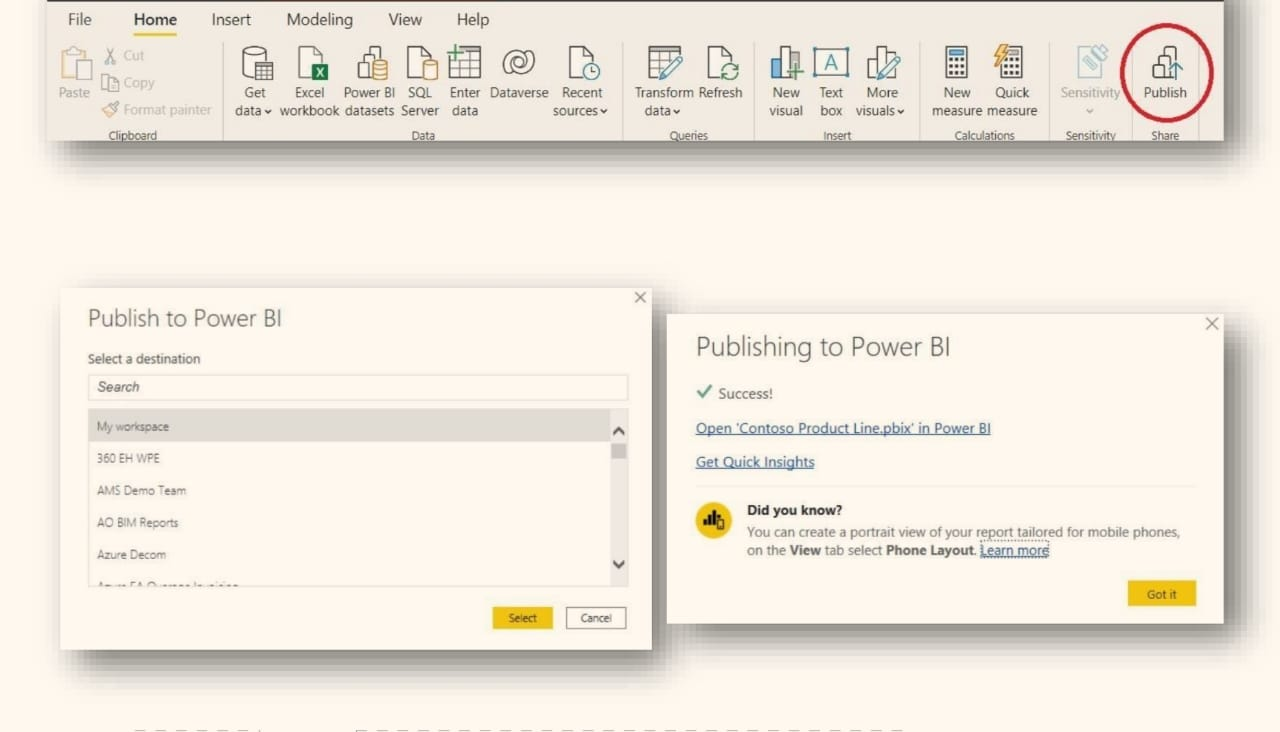 File Home Insert Modeling View Help
Paste
Cut
Copy
Format painter
Clipboard
Get data
Excel workbook
Power BI datasets
SQL Server
Enter data
Dataverse
Recent sources
Data
Transform data
Refresh
Queries
New visual
Text box
More visuals
Insert
New measure
Quick measure
Calculations
Sensitivity
Sensitivity
Publish
Share
Publish to Power BI
Select a destination
Search
My workspace
360 EH WPE
AMS Demo Team
AO BIM Reports
Azure Decom
Select Cancel
Publishing to Power BI
Success!
Open 'Contoso Product Line.pbix' in Power BI
Get Quick Insights
Did you know?
You can create a portrait view of your report tailored for mobile phones,
on the View tab select Phone Layout. Learn more
Got it